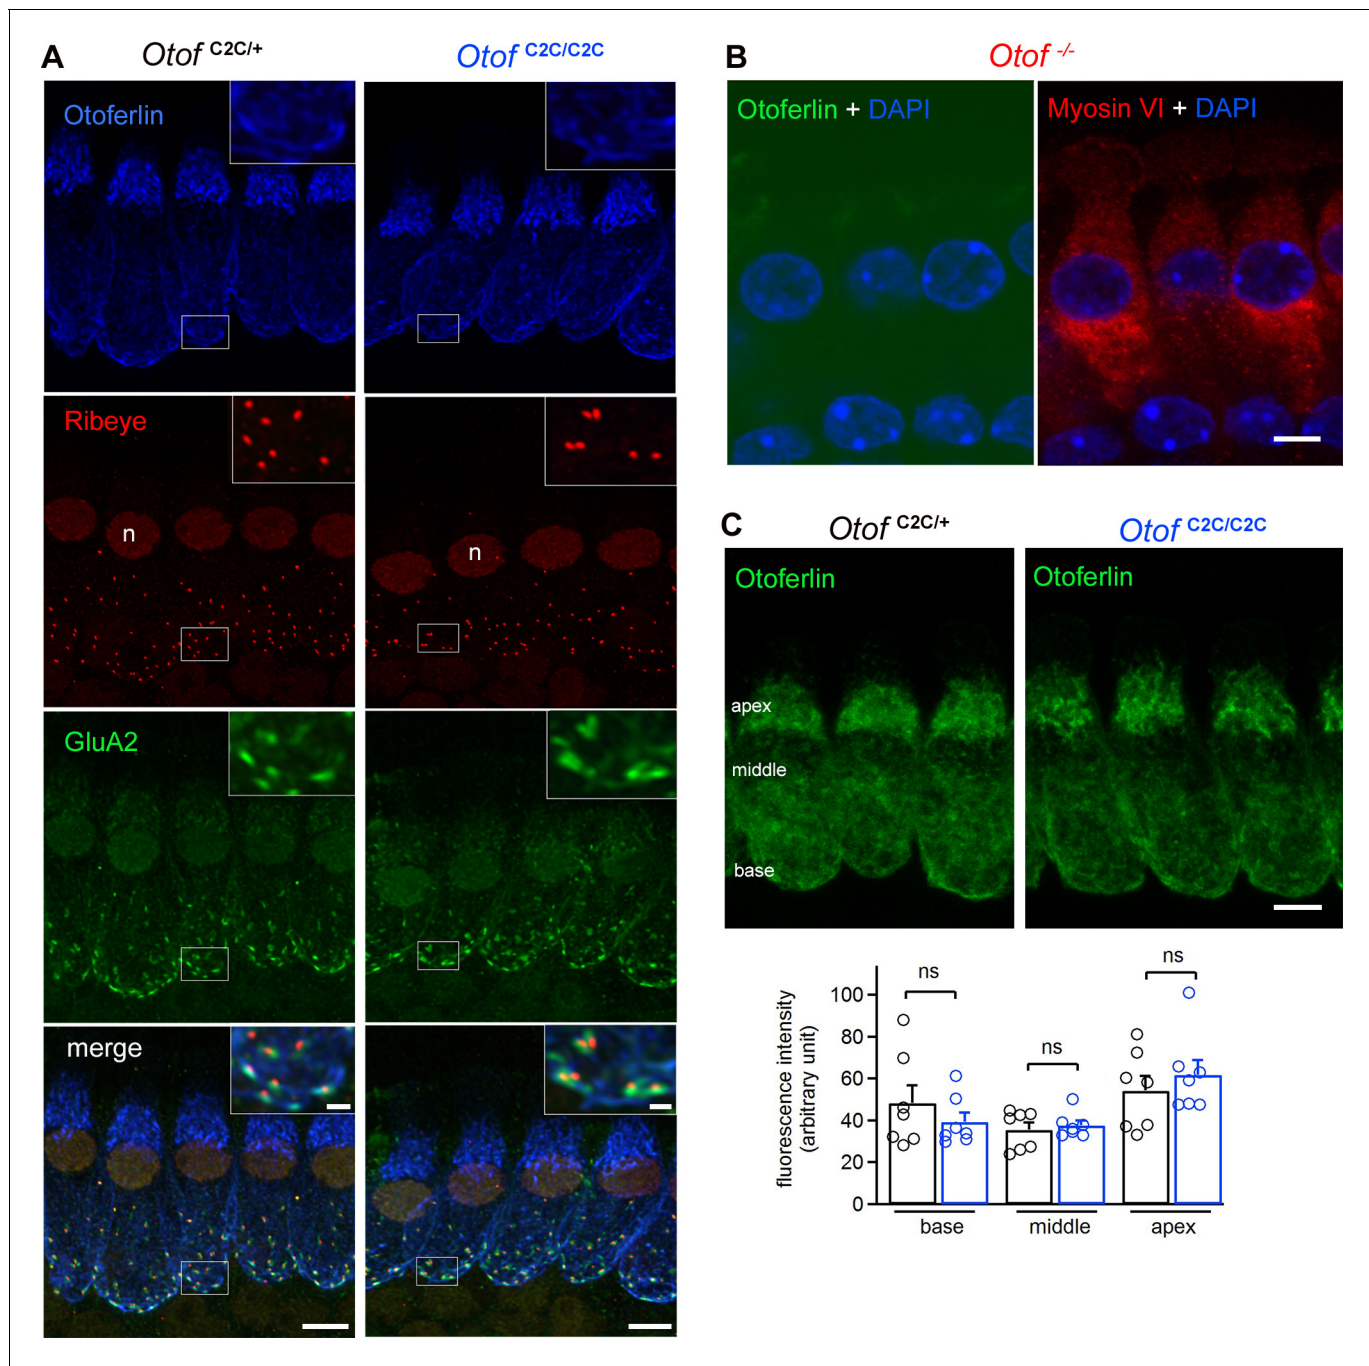 A
Otof C2C/+
Otof C2C/C2C
Otoferlin
Ribeye
n
n
GluA2
merge
B
Otof -/-
Otoferlin + DAPI
Myosin VI + DAPI
C
Otof C2C/+
Otof C2C/C2C
Otoferlin
Otoferlin
apex
middle
base
fluorescence intensity
(arbitrary unit)
100
80
60
40
20
0
ns
ns
ns
base
middle
apex